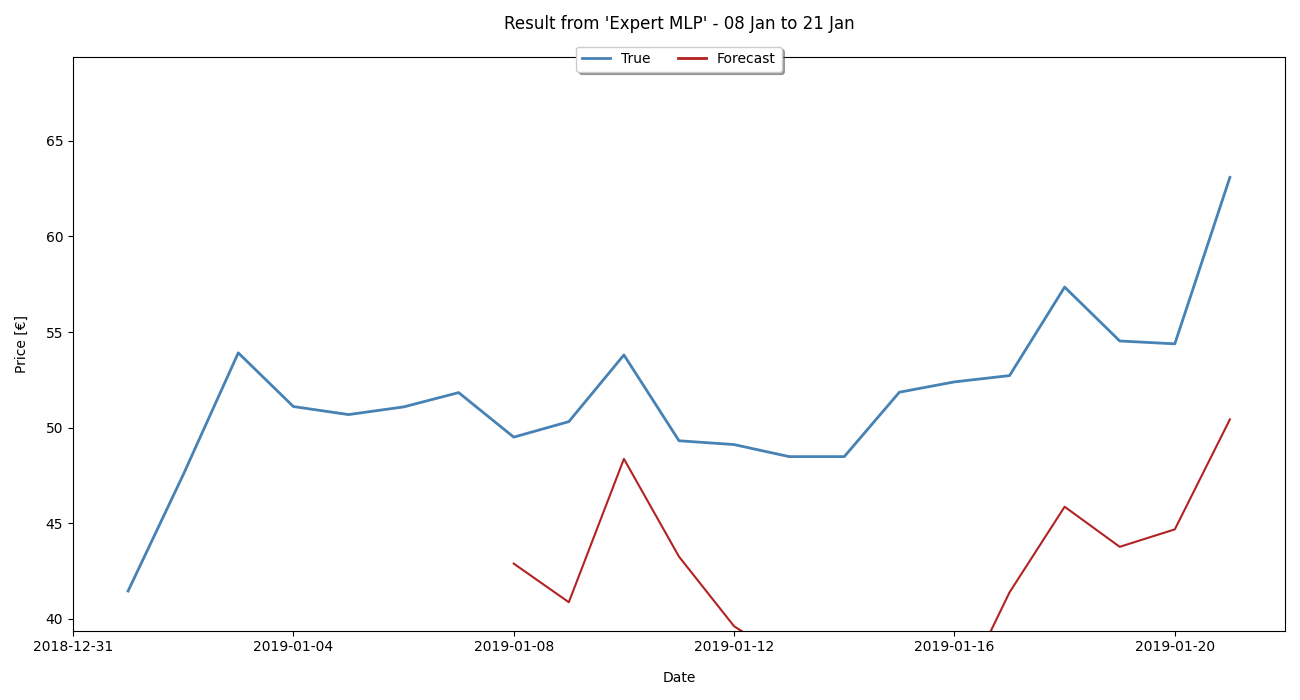 Result from 'Expert MLP' - 08 Jan to 21 Jan
True Forecast
65
60
55
50
45
40
Price [€]
2018-12-31 2019-01-04 2019-01-08 2019-01-12 2019-01-16 2019-01-20
Date